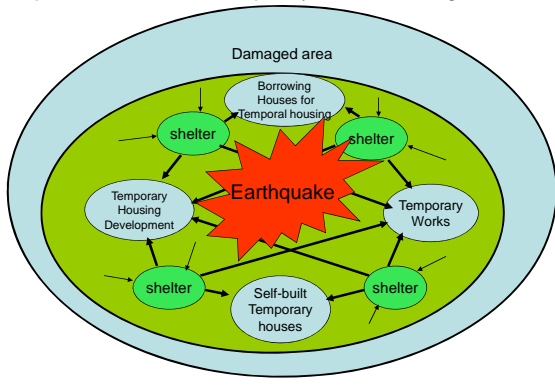 Damaged area
Borrowing
Houses for
Temporal housing
shelter
shelter
Earthquake
Temporary
Housing
Development
Temporary
Works
shelter
shelter
Self-built
Temporary
houses